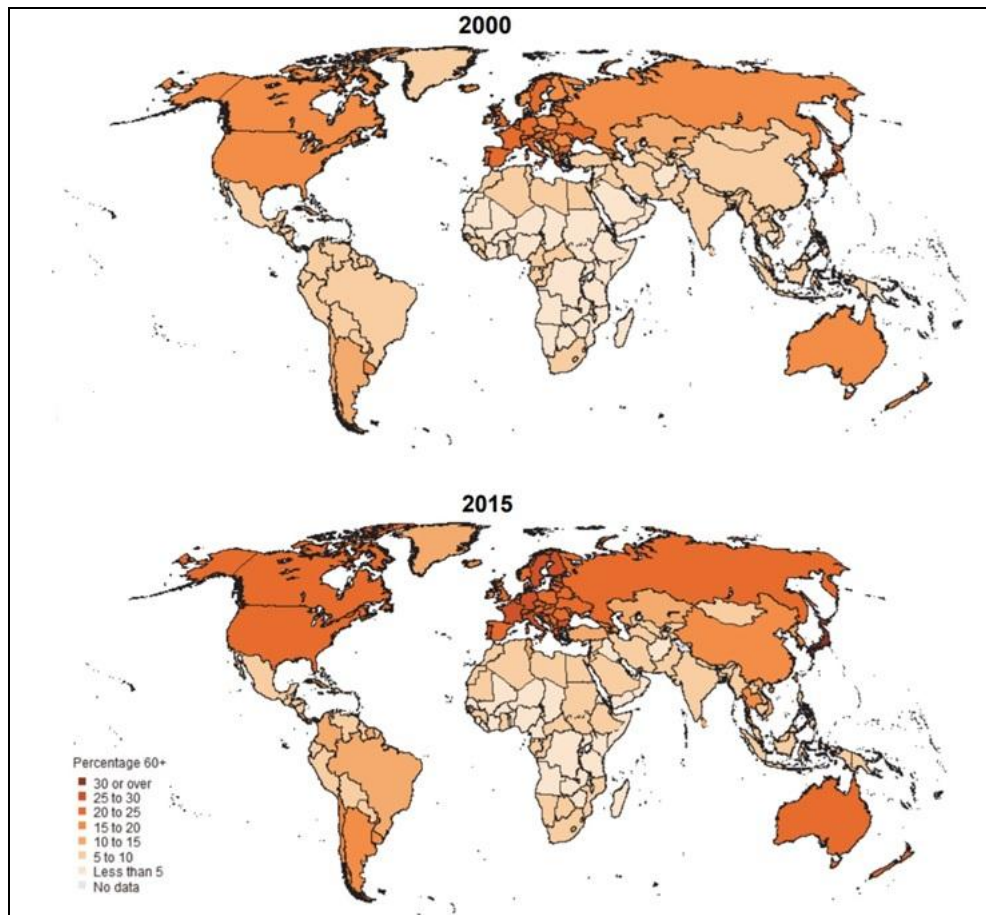 2000
2015
Percentage 60+
30 or over
25 to 30
20 to 25
15 to 20
10 to 15
5 to 10
Less than 5
No data